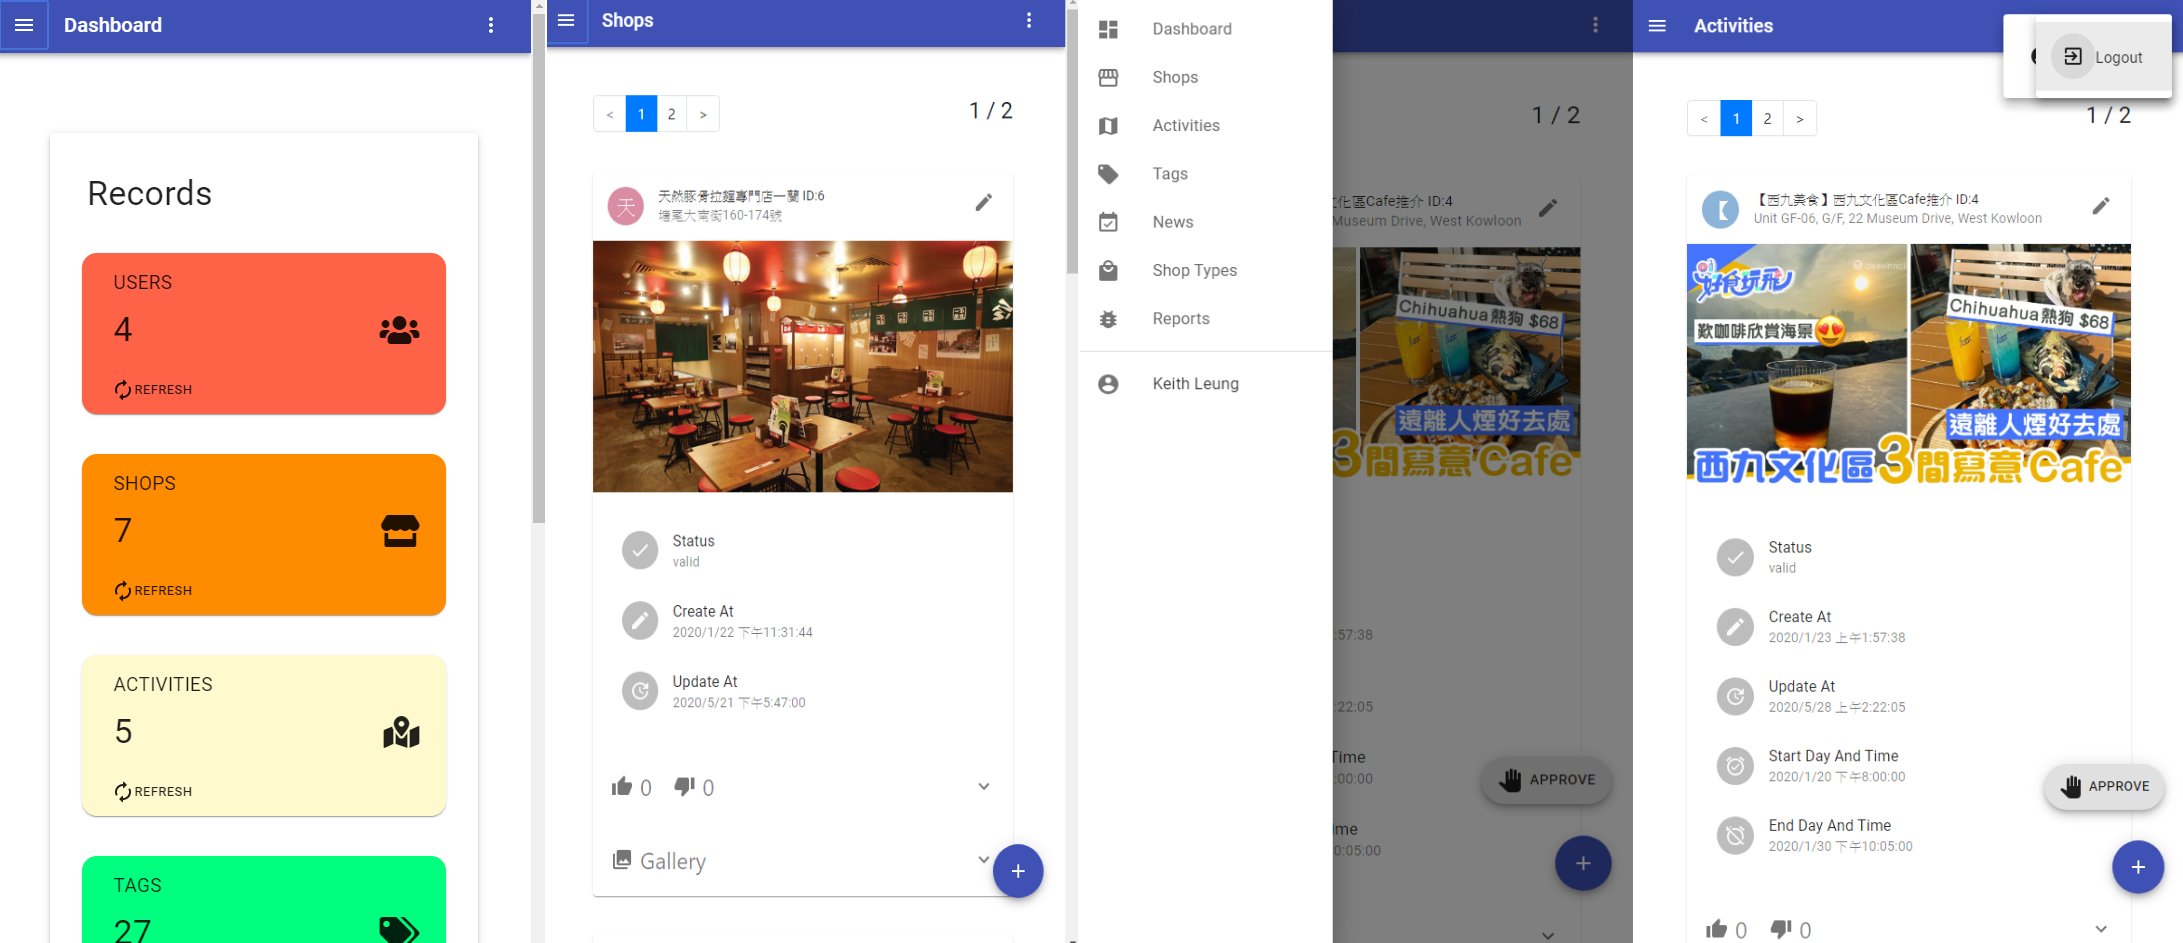 Dashboard
Records
USERS
4
REFRESH
SHOPS
7
REFRESH
ACTIVITIES
5
REFRESH
TAGS
27
Shops
< 1 2 >
1 / 2
天
天然豚骨拉麵專門店一蘭 ID:6
塘尾大南街160-174號
Status
valid
Create At
2020/1/22 下午11:31:44
Update At
2020/5/21 下午5:47:00
0 0
Gallery
+
Dashboard
Shops
Activities
Tags
News
Shop Types
Reports
Keith Leung
1 / 2
化區Cafe推介 ID:4
Museum Drive, West Kowloon
Chihuahua熱狗 $68
遠離人煙好去處
3間寫意Cafe
:57:38
:22:05
Time
:00:00
APPROVE
me
0:05:00
+
Activities
Logout
< 1 2 >
1 / 2
【
【西九美食】西九文化區Cafe推介 ID:4
Unit GF-06, G/F, 22 Museum Drive, West Kowloon
好食玩飛
歎咖啡欣賞海景
Chihuahua熱狗 $68
遠離人煙好去處
西九文化區3間寫意Cafe
Status
valid
Create At
2020/1/23 上午1:57:38
Update At
2020/5/28 上午2:22:05
Start Day And Time
2020/1/20 下午8:00:00
APPROVE
End Day And Time
2020/1/30 下午10:05:00
+
0 0